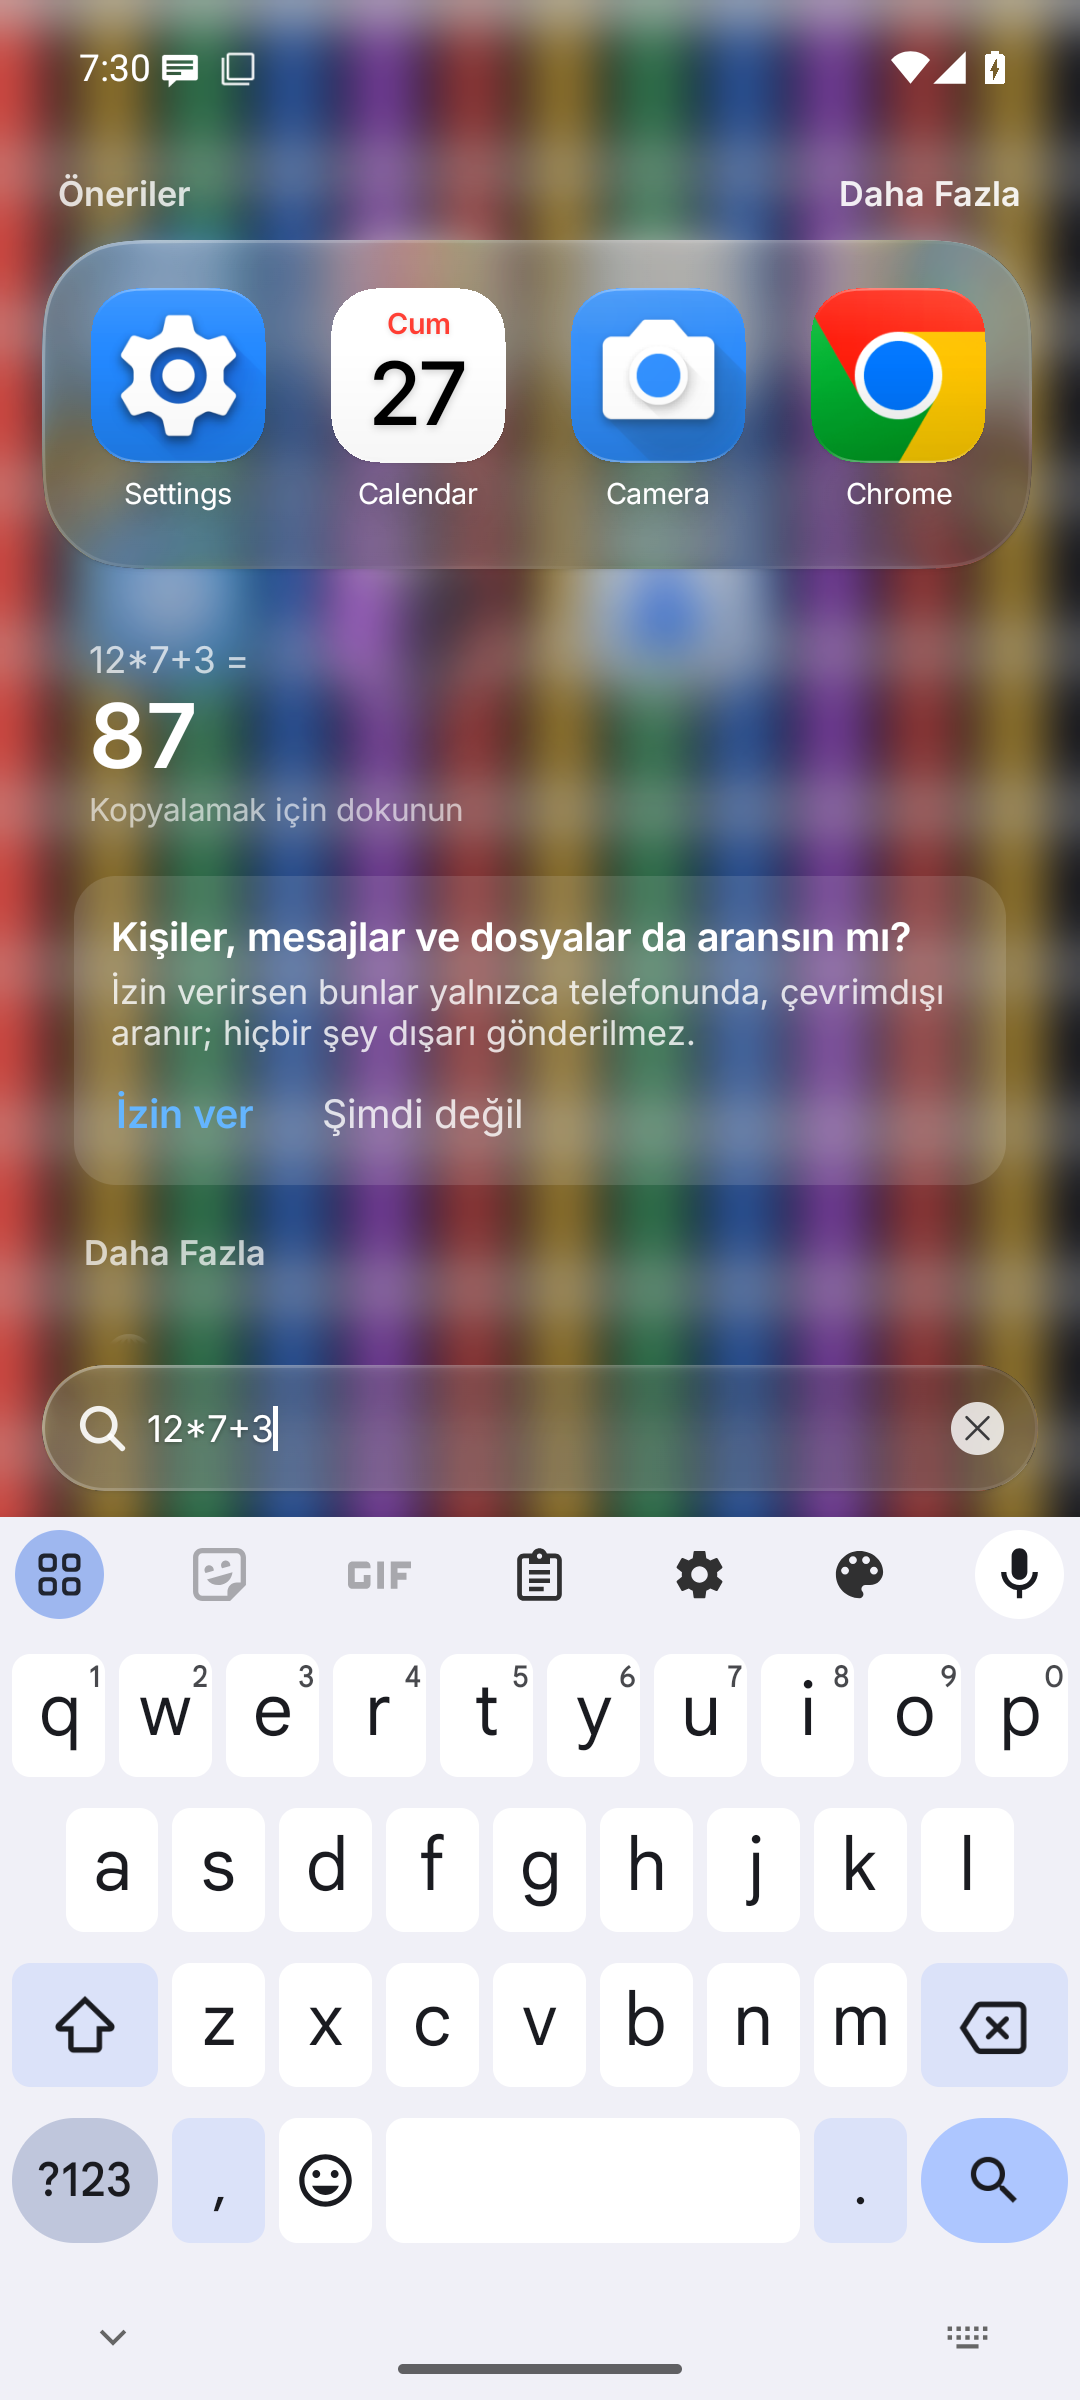 7:30
Öneriler
Daha Fazla
Cum
27
Settings
Calendar
Camera
Chrome
12*7+3 =
87
Kopyalamak için dokunun
Kişiler, mesajlar ve dosyalar da aransın mı?
İzin verirsen bunlar yalnızca telefonunda, çevrimdışı
aranır; hiçbir şey dışarı gönderilmez.
İzin ver
Şimdi değil
Daha Fazla
12*7+3
GIF
q 1 w 2 e 3 r 4 t 5 y 6 u 7 i 8 o 9 p 0
a s d f g h j k l
z x c v b n m
?123 , .